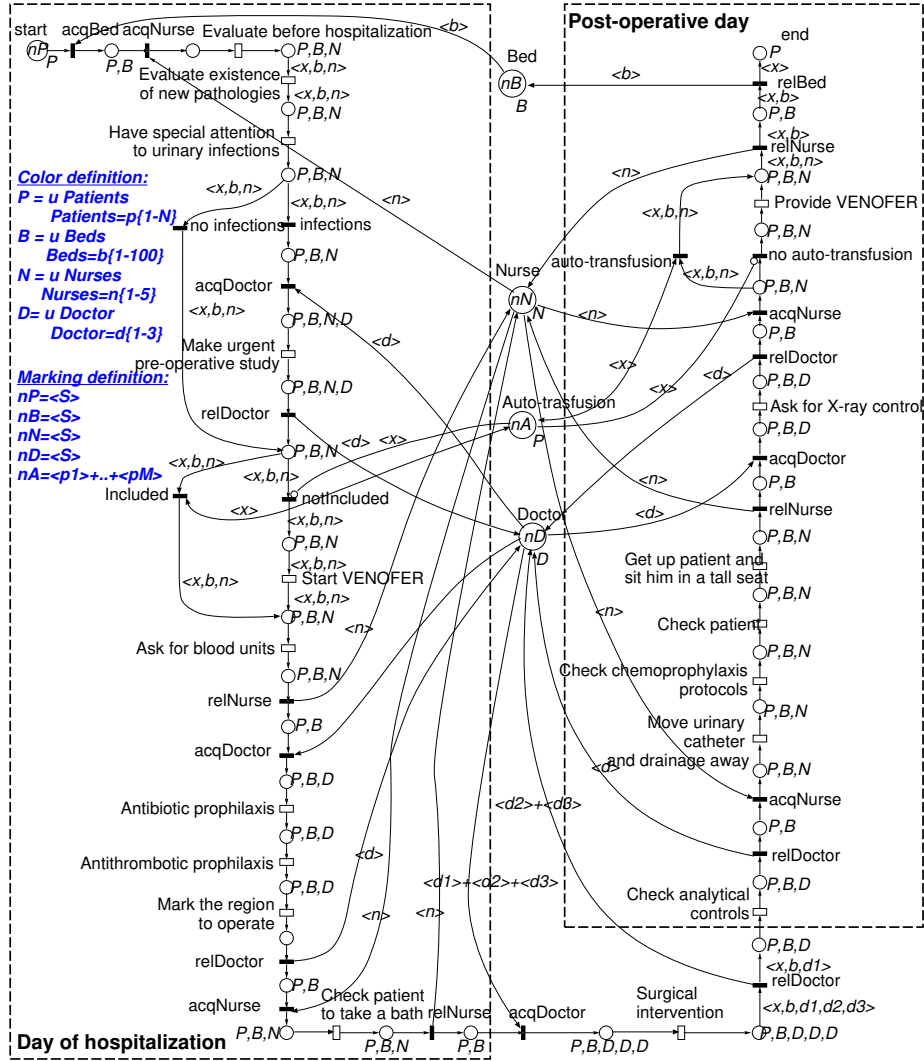 Post-operative day
start
acqBed
acqNurse
Evaluate before hospitalization
<b>
Bed
end
nP
P
P,B
P,B,N
<x,b,n>
Evaluate existence
of new pathologies
<x,b,n>
P,B,N
nB
B
P
<x>
relBed
<b>
<x,b>
P,B
Have special attention
to urinary infections
P,B,N
<x,b>
relNurse
<x,b,n>
P,B,N
<n>
Color definition:
P = u Patients
Patients=p{1-N}
B = u Beds
Beds=b{1-100}
N = u Nurses
Nurses=n{1-5}
D= u Doctor
Doctor=d{1-3}
Marking definition:
nP=<S>
nB=<S>
nN=<S>
nD=<S>
nA=<p1>+..+<pM>
<x,b,n>
<x,b,n>
<n>
no infections
infections
P,B,N
<x,b,n>
Provide VENOFER
P,B,N
auto-transfusion
no auto-transfusion
<x,b,n>
P,B,N
acqDoctor
Nurse
nN
N
<n>
acqNurse
P,B,N,D
<x,b,n>
P,B
Make urgent
pre-operative study
<d>
relDoctor
<x>
<x>
<d>
P,B,D
P,B,N,D
relDoctor
Auto-trasfusion
nA
P
Ask for X-ray control
P,B,D
<d>
<x>
P,B,N
<x,b,n>
<x,b,n>
acqDoctor
P,B
Included
notIncluded
<x>
<x,b,n>
<n>
<d>
relNurse
Doctor
nD
D
P,B,N
P,B,N
<x,b,n>
<x,b,n>
Start VENOFER
<x,b,n>
Get up patient and
sit him in a tall seat
P,B,N
P,B,N
<n>
<n>
Check patient
Ask for blood units
P,B,N
P,B,N
Check chemoprophylaxis
protocols
relNurse
P,B,N
P,B
Move urinary
catheter
and drainage away
acqDoctor
<d>
P,B,N
P,B,D
acqNurse
<d2>+<d3>
Antibiotic prophilaxis
P,B
P,B,D
<d>
relDoctor
Antithrombotic prophilaxis
P,B,D
<d1>+<d2>+<d3>
P,B,D
Mark the region
to operate
<n>
<n>
Check analytical
controls
P,B,D
relDoctor
<x,b,d1>
relDoctor
P,B
acqNurse
Check patient
to take a bath
relNurse
acqDoctor
Surgical
intervention
<x,b,d1,d2,d3>
P,B,N
P,B,N
P,B
P,B,D,D,D
P,B,D,D,D
Day of hospitalization